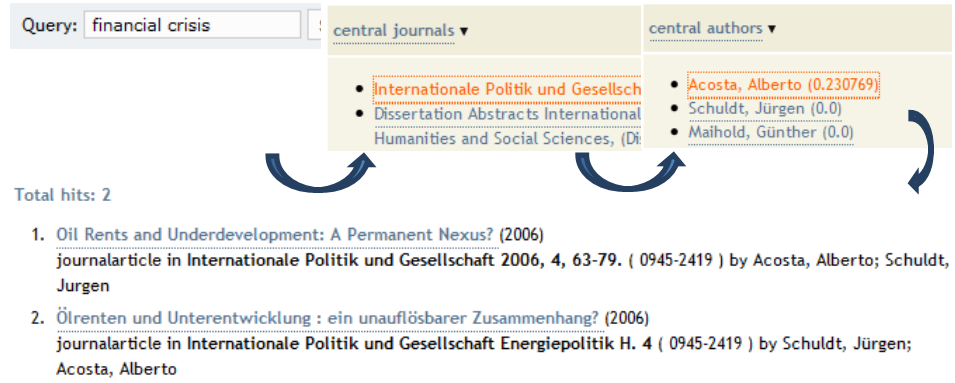 Query: financial crisis
central journals ▼
central authors ▼
• Internationale Politik und Gesellsch
• Dissertation Abstracts International
Humanities and Social Sciences, (Di
• Acosta, Alberto (0.230769)
• Schuldt, Jürgen (0.0)
• Maihold, Günther (0.0)
Total hits: 2
1. Oil Rents and Underdevelopment: A Permanent Nexus? (2006)
journalarticle in Internationale Politik und Gesellschaft 2006, 4, 63-79. ( 0945-2419 ) by Acosta, Alberto; Schuldt,
Jurgen
2. Ölrenten und Unterentwicklung : ein unauflösbarer Zusammenhang? (2006)
journalarticle in Internationale Politik und Gesellschaft Energiepolitik H. 4 ( 0945-2419 ) by Schuldt, Jürgen;
Acosta, Alberto